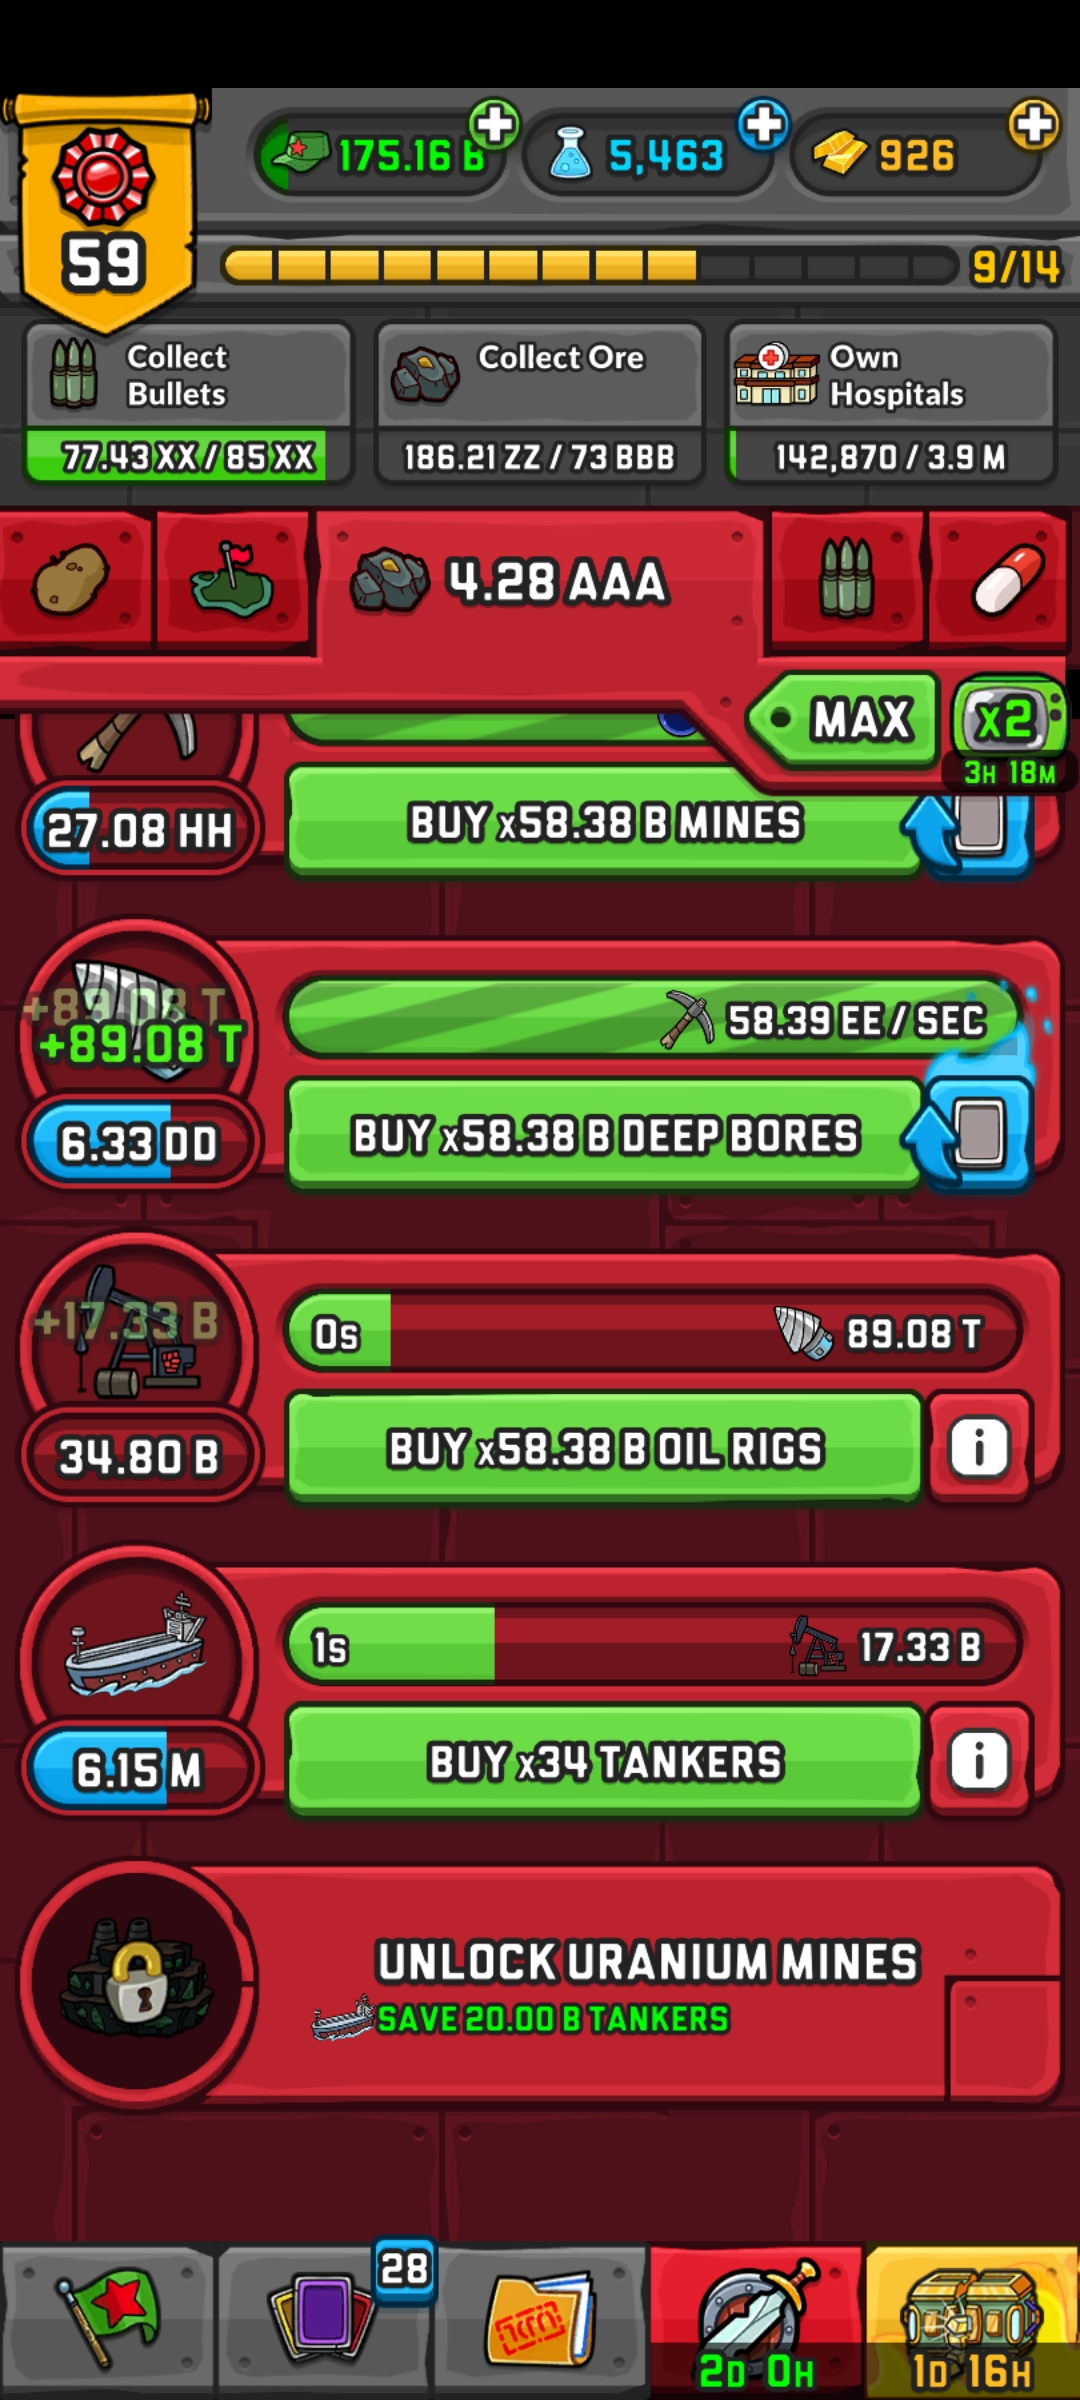 175.16 B
5,463
926
59
9/14
Collect
Bullets
77.43 XX / 85 XX
Collect Ore
186.21 ZZ / 73 BBB
Own
Hospitals
142,870 / 3.9 M
4.28 AAA
MAX
x2
3H 18M
27.08 HH
BUY x58.38 B MINES
+89.08 T
+89.08 T
58.39 EE / SEC
6.33 DD
BUY x58.38 B DEEP BORES
+17.33 B
0s
89.08 T
34.80 B
BUY x58.38 B OIL RIGS
i
1s
17.33 B
6.15 M
BUY x34 TANKERS
i
UNLOCK URANIUM MINES
SAVE 20.00 B TANKERS
28
2D 0H
1D 16H